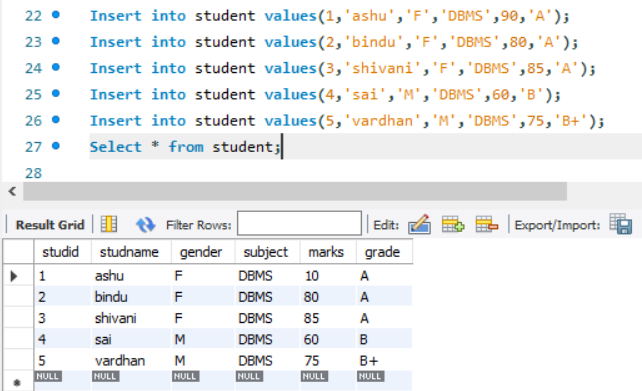 22 Insert into student values(1,'ashu','F','DBMS',90,'A');
23 Insert into student values(2,'bindu','F','DBMS',80,'A');
24 Insert into student values(3,'shivani','F','DBMS',85,'A');
25 Insert into student values(4,'sai','M','DBMS',60,'B');
26 Insert into student values(5,'vardhan','M','DBMS',75,'B+');
27 Select * from student;
28
Result Grid Filter Rows: Edit: Export/Import:
studid studname gender subject marks grade
1 ashu F DBMS 10 A
2 bindu F DBMS 80 A
3 shivani F DBMS 85 A
4 sai M DBMS 60 B
5 vardhan M DBMS 75 B+
NULL NULL NULL NULL NULL NULL